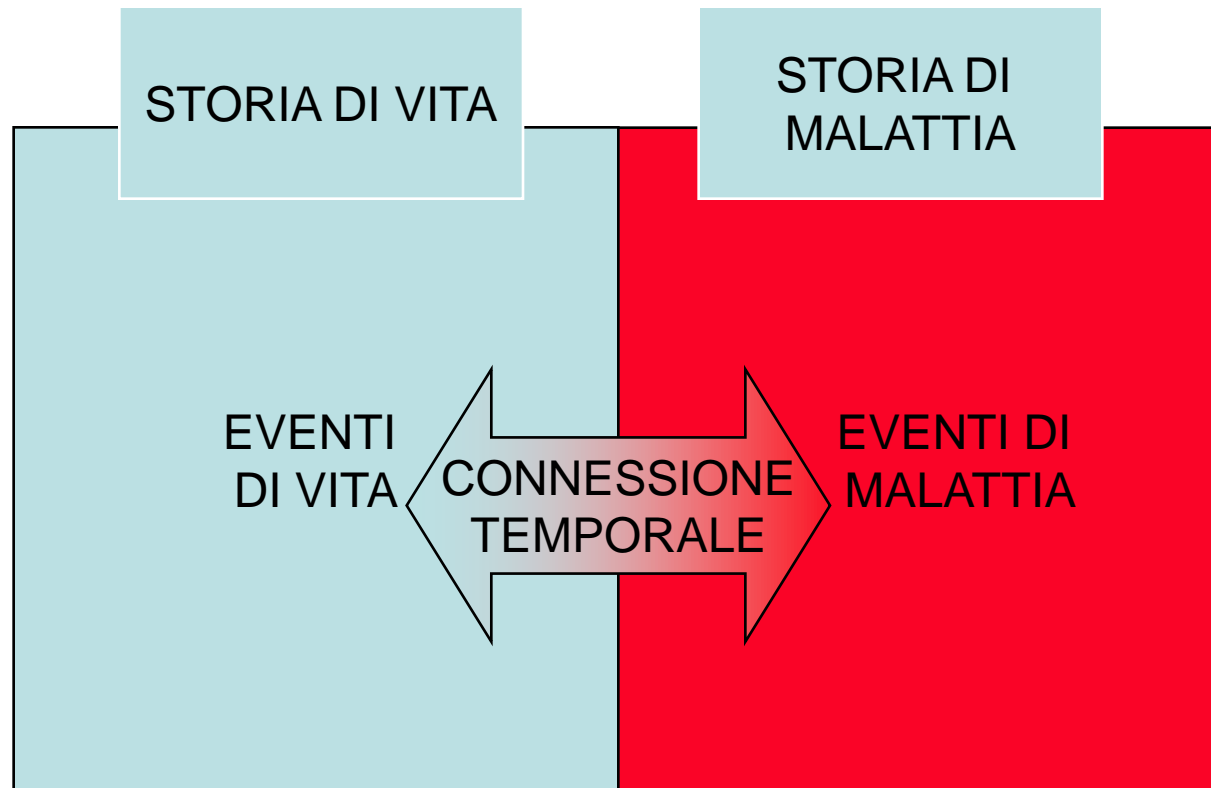 STORIA DI VITA
STORIA DI
MALATTIA
EVENTI
DI VITA
CONNESSIONE
TEMPORALE
EVENTI DI
MALATTIA